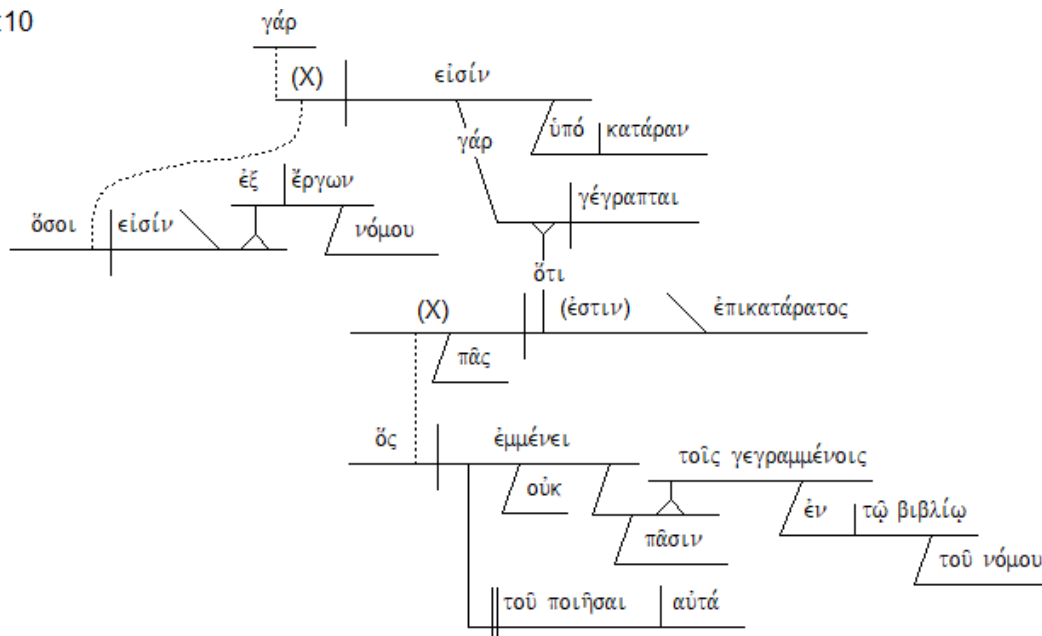 :10
γάρ
(X) εἰσίν
γάρ ὑπό κατάραν
ἐξ ἔργων γέγραπται
ὅσοι εἰσίν νόμου
ὅτι
(X) (ἐστιν) ἐπικατάρατος
πᾶς
ὅς ἐμμένει τοῖς γεγραμμένοις
οὐκ ἐν τῷ βιβλίῳ
πᾶσιν τοῦ νόμου
τοῦ ποιῆσαι αὐτά